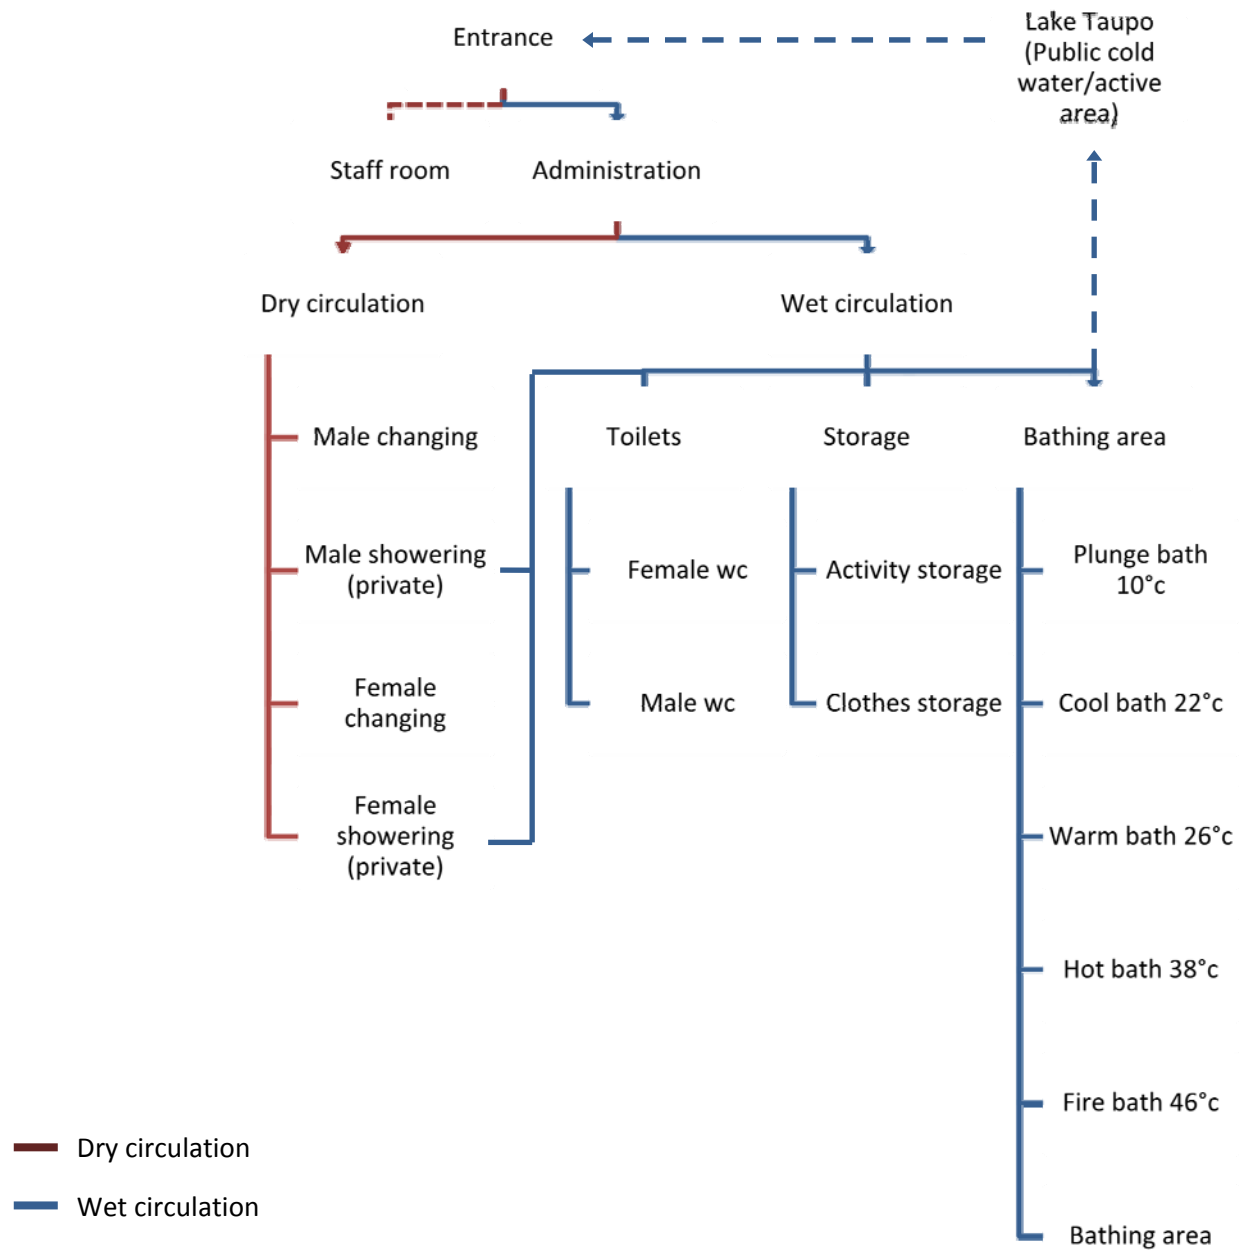 Entrance
Lake Taupo
(Public cold
water/active
area)
Staff room
Administration
Dry circulation
Wet circulation
Male changing
Toilets
Storage
Bathing area
Male showering
(private)
Female wc
Activity storage
Plunge bath
10°c
Female
changing
Male wc
Clothes storage
Cool bath 22°c
Female
showering
(private)
Warm bath 26°c
Hot bath 38°c
Fire bath 46°c
Bathing area
Dry circulation
Wet circulation